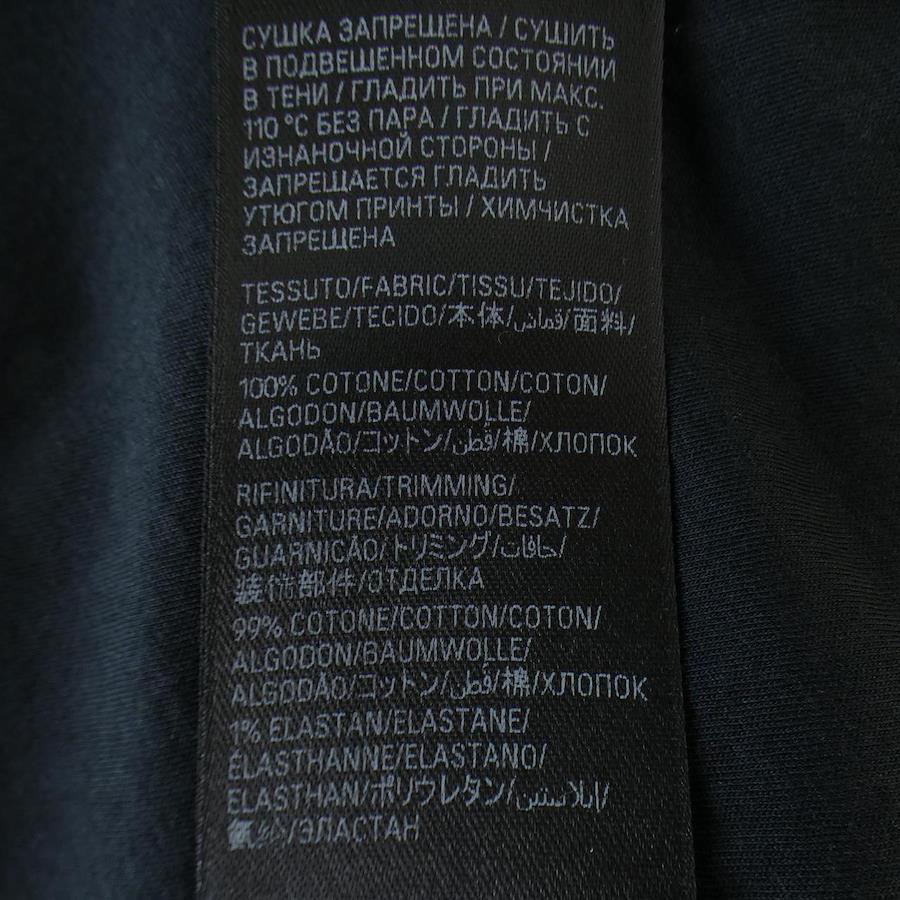 СУШКА ЗАПРЕЩЕНА / СУШИТЬ
В ПОДВЕШЕННОМ СОСТОЯНИИ
В ТЕНИ / ГЛАДИТЬ ПРИ МАКС.
110 °C БЕЗ ПАРА / ГЛАДИТЬ С
ИЗНАНОЧНОЙ СТОРОНЫ /
ЗАПРЕЩАЕТСЯ ГЛАДИТЬ
УТЮГОМ ПРИНТЫ / ХИМЧИСТКА
ЗАПРЕЩЕНА
TESSUTO/FABRIC/TISSU/TEJIDO/
GEWEBE/TECIDO/本体/قماش/面料/
ТКАНЬ
100% COTONE/COTTON/COTON/
ALGODON/BAUMWOLLE/
ALGODÃO/コットン/قطن/棉/ХЛОПОК
RIFINITURA/TRIMMING/
GARNITURE/ADORNO/BESATZ/
GUARNICÃO/トリミング/حافات/
装饰部件/ОТДЕЛКА
99% COTONE/COTTON/COTON/
ALGODON/BAUMWOLLE/
ALGODÃO/コットン/قطن/棉/ХЛОПОК
1% ELASTAN/ELASTANE/
ÉLASTHANNE/ELASTANO/
ELASTHAN/ポリウレタン/إيلاستين/
氨纶/ЭЛАСТАН